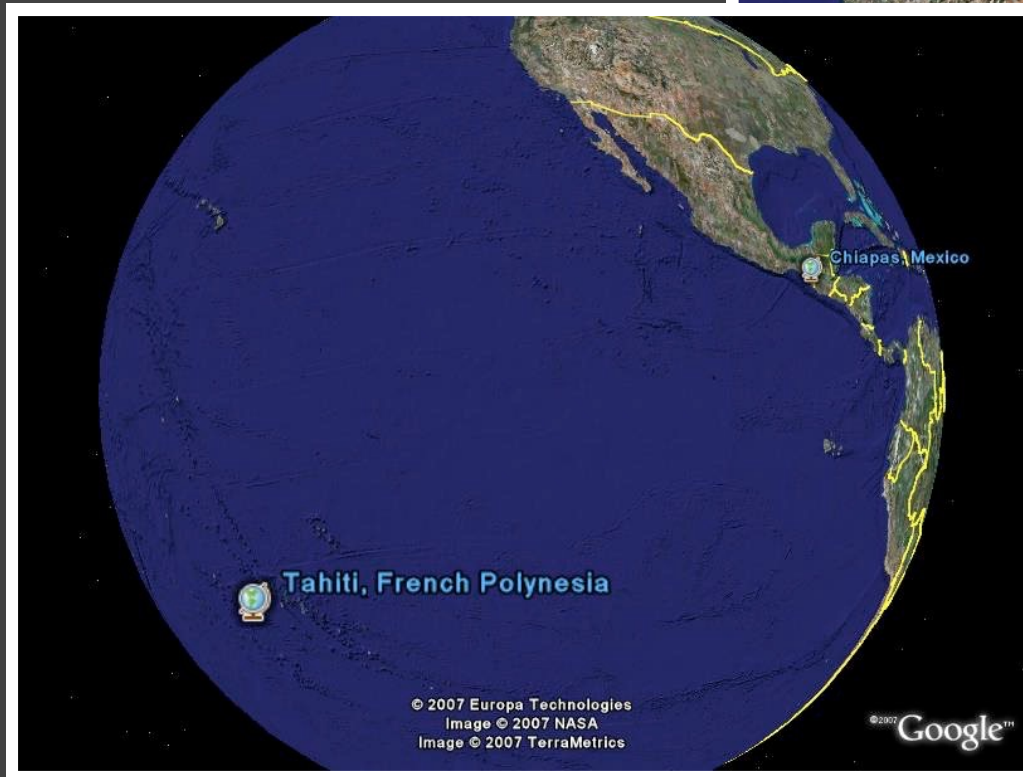 Chiapas, Mexico
Tahiti, French Polynesia
© 2007 Europa Technologies
Image © 2007 NASA
Image © 2007 TerraMetrics
©2007 Google™